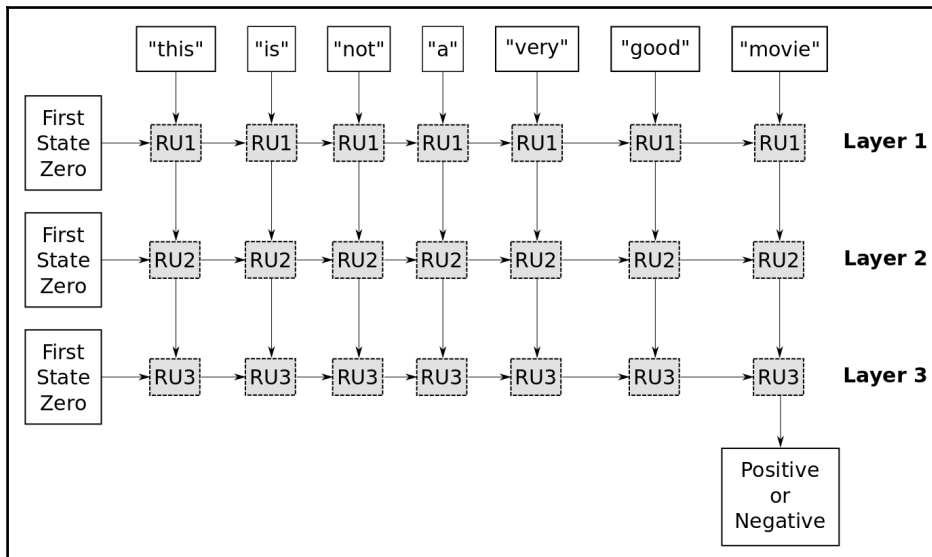 "this" "is" "not" "a" "very" "good" "movie"
First
State
Zero
RU1 RU1 RU1 RU1 RU1 RU1 RU1 Layer 1
First
State
Zero
RU2 RU2 RU2 RU2 RU2 RU2 RU2 Layer 2
First
State
Zero
RU3 RU3 RU3 RU3 RU3 RU3 RU3 Layer 3
Positive
or
Negative